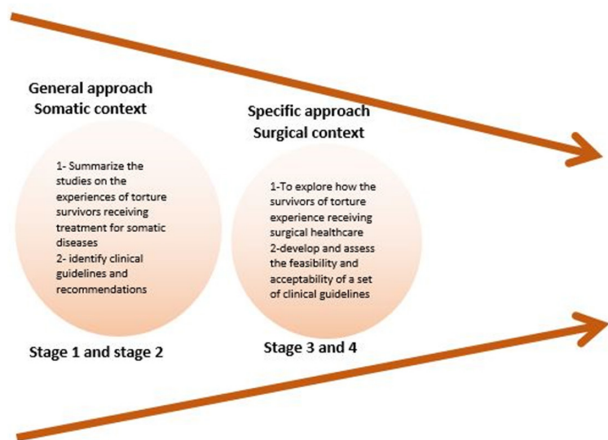 General approach
Somatic context
1- Summarize the
studies on the
experiences of torture
survivors receiving
treatment for somatic
diseases
2- identify clinical
guidelines and
recommendations
Stage 1 and stage 2
Specific approach
Surgical context
1-To explore how the
survivors of torture
experience receiving
surgical healthcare
2-develop and assess
the feasibility and
acceptability of a set
of clinical guidelines
Stage 3 and 4